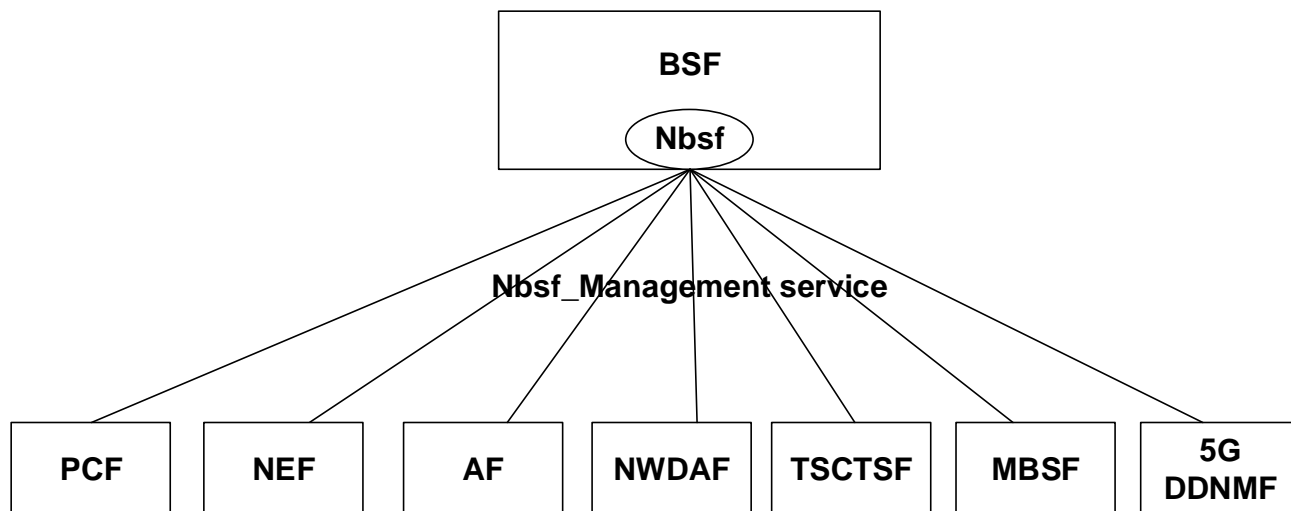 BSF
Nbsf
Nbsf_Management service
PCF
NEF
AF
NWDAF
TSCTSF
MBSF
5G
DDNMF